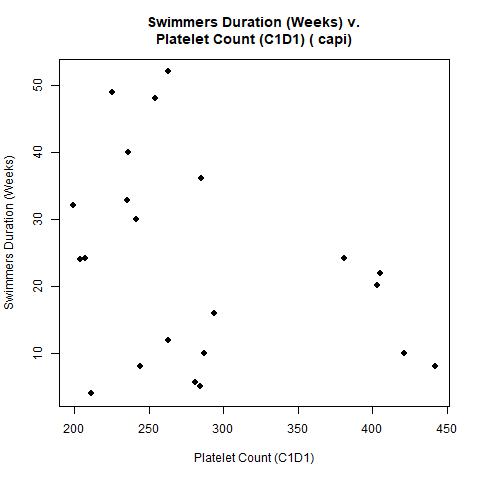 Swimmers Duration (Weeks) v.
Platelet Count (C1D1) ( capi)
Swimmers Duration (Weeks)
50
40
30
20
10
200 250 300 350 400 450
Platelet Count (C1D1)